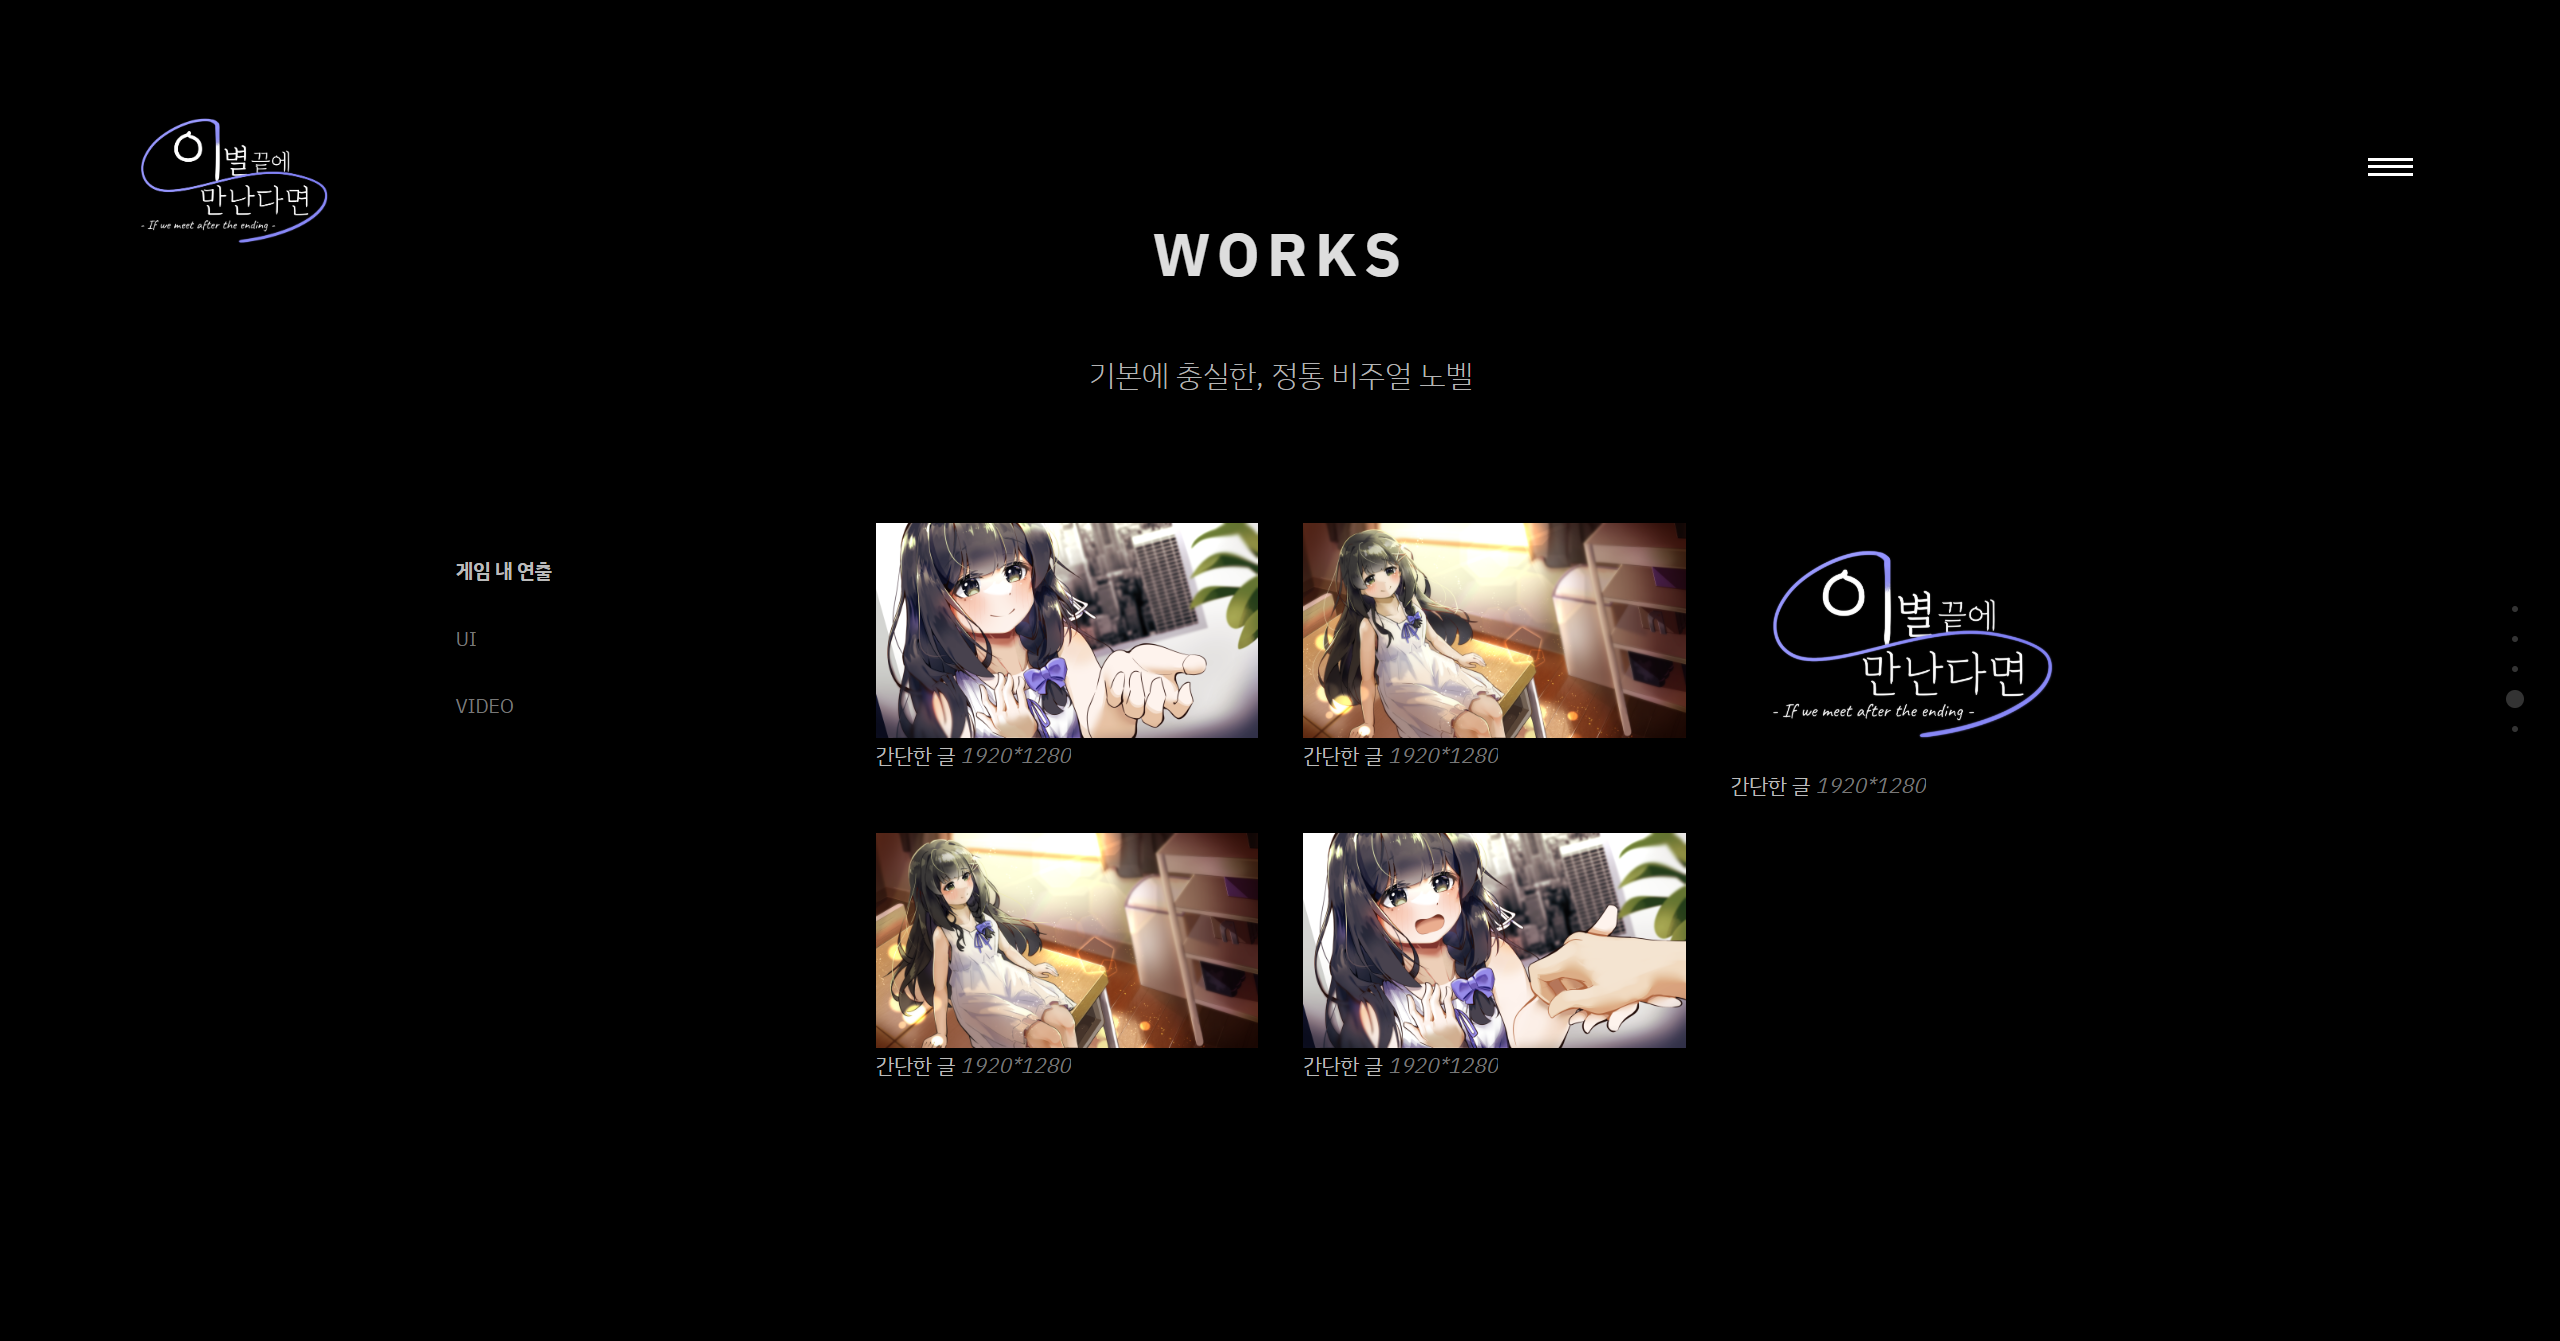 이별끝에
만난다면
- If we meet after the ending -
WORKS
기본에 충실한, 정통 비주얼 노벨
게임 내 연출
UI
VIDEO
간단한 글 1920*1280
간단한 글 1920*1280
이별끝에
만난다면
- If we meet after the ending -
간단한 글 1920*1280
간단한 글 1920*1280
간단한 글 1920*1280